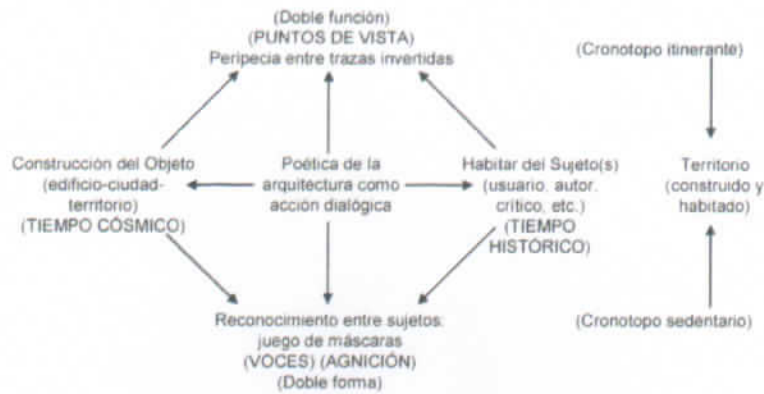 (Doble función)
(PUNTOS DE VISTA)
Peripecia entre trazas invertidas
(Cronotopo itinerante)
Construcción del Objeto
(edificio-ciudad-
territorio)
(TIEMPO CÓSMICO)
Poética de la
arquitectura como
acción dialógica
Habitar del Sujeto(s)
(usuario, autor,
crítico, etc.)
(TIEMPO
HISTÓRICO)
Territorio
(construido y
habitado)
Reconocimiento entre sujetos:
juego de máscaras
(VOCES) (AGNICIÓN)
(Doble forma)
(Cronotopo sedentario)